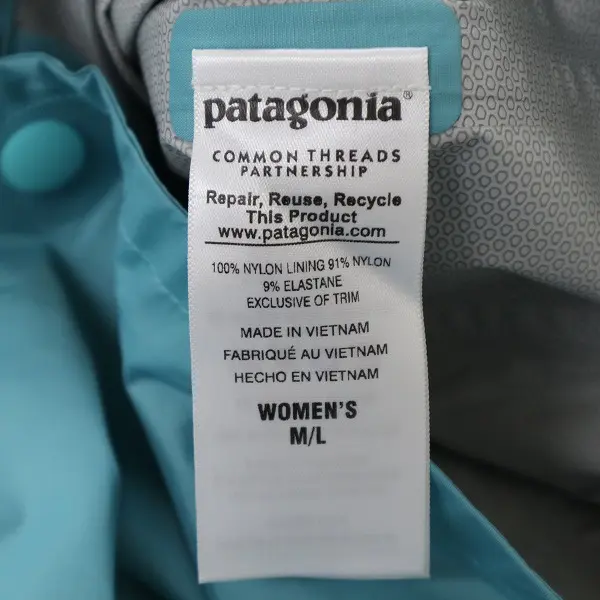 patagonia®
COMMON THREADS
PARTNERSHIP
Repair, Reuse, Recycle
This Product
www.patagonia.com
100% NYLON LINING 91% NYLON
9% ELASTANE
EXCLUSIVE OF TRIM
MADE IN VIETNAM
FABRIQUÉ AU VIETNAM
HECHO EN VIETNAM
WOMEN'S
M/L